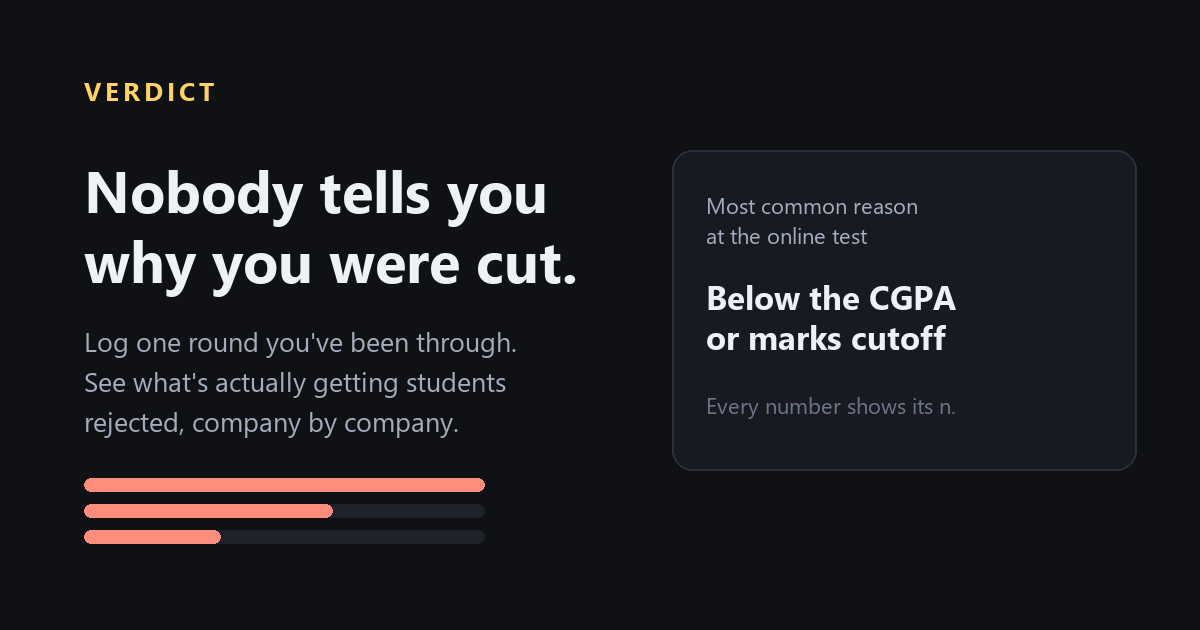 VERDICT
Nobody tells you
why you were cut.
Log one round you've been through.
See what's actually getting students
rejected, company by company.
Most common reason
at the online test
Below the CGPA
or marks cutoff
Every number shows its n.